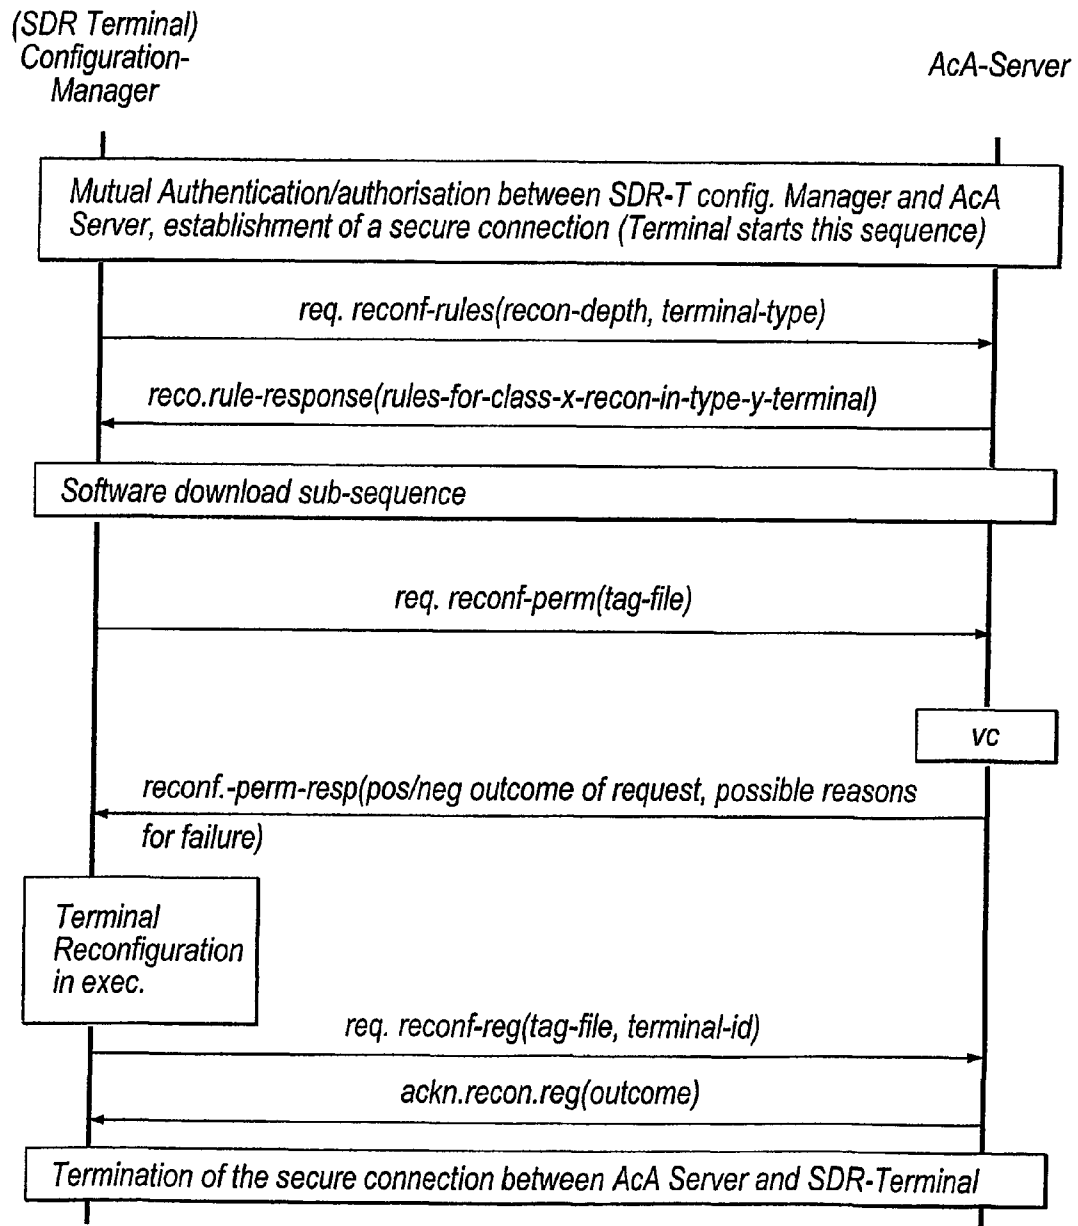 (SDR Terminal)
Configuration-
Manager
AcA-Server
Mutual Authentication/authorisation between SDR-T config. Manager and AcA
Server, establishment of a secure connection (Terminal starts this sequence)
req. reconf-rules(recon-depth, terminal-type)
reco.rule-response(rules-for-class-x-recon-in-type-y-terminal)
Software download sub-sequence
req. reconf-perm(tag-file)
vc
reconf.-perm-resp(pos/neg outcome of request, possible reasons
for failure)
Terminal
Reconfiguration
in exec.
req. reconf-reg(tag-file, terminal-id)
ackn.recon.reg(outcome)
Termination of the secure connection between AcA Server and SDR-Terminal